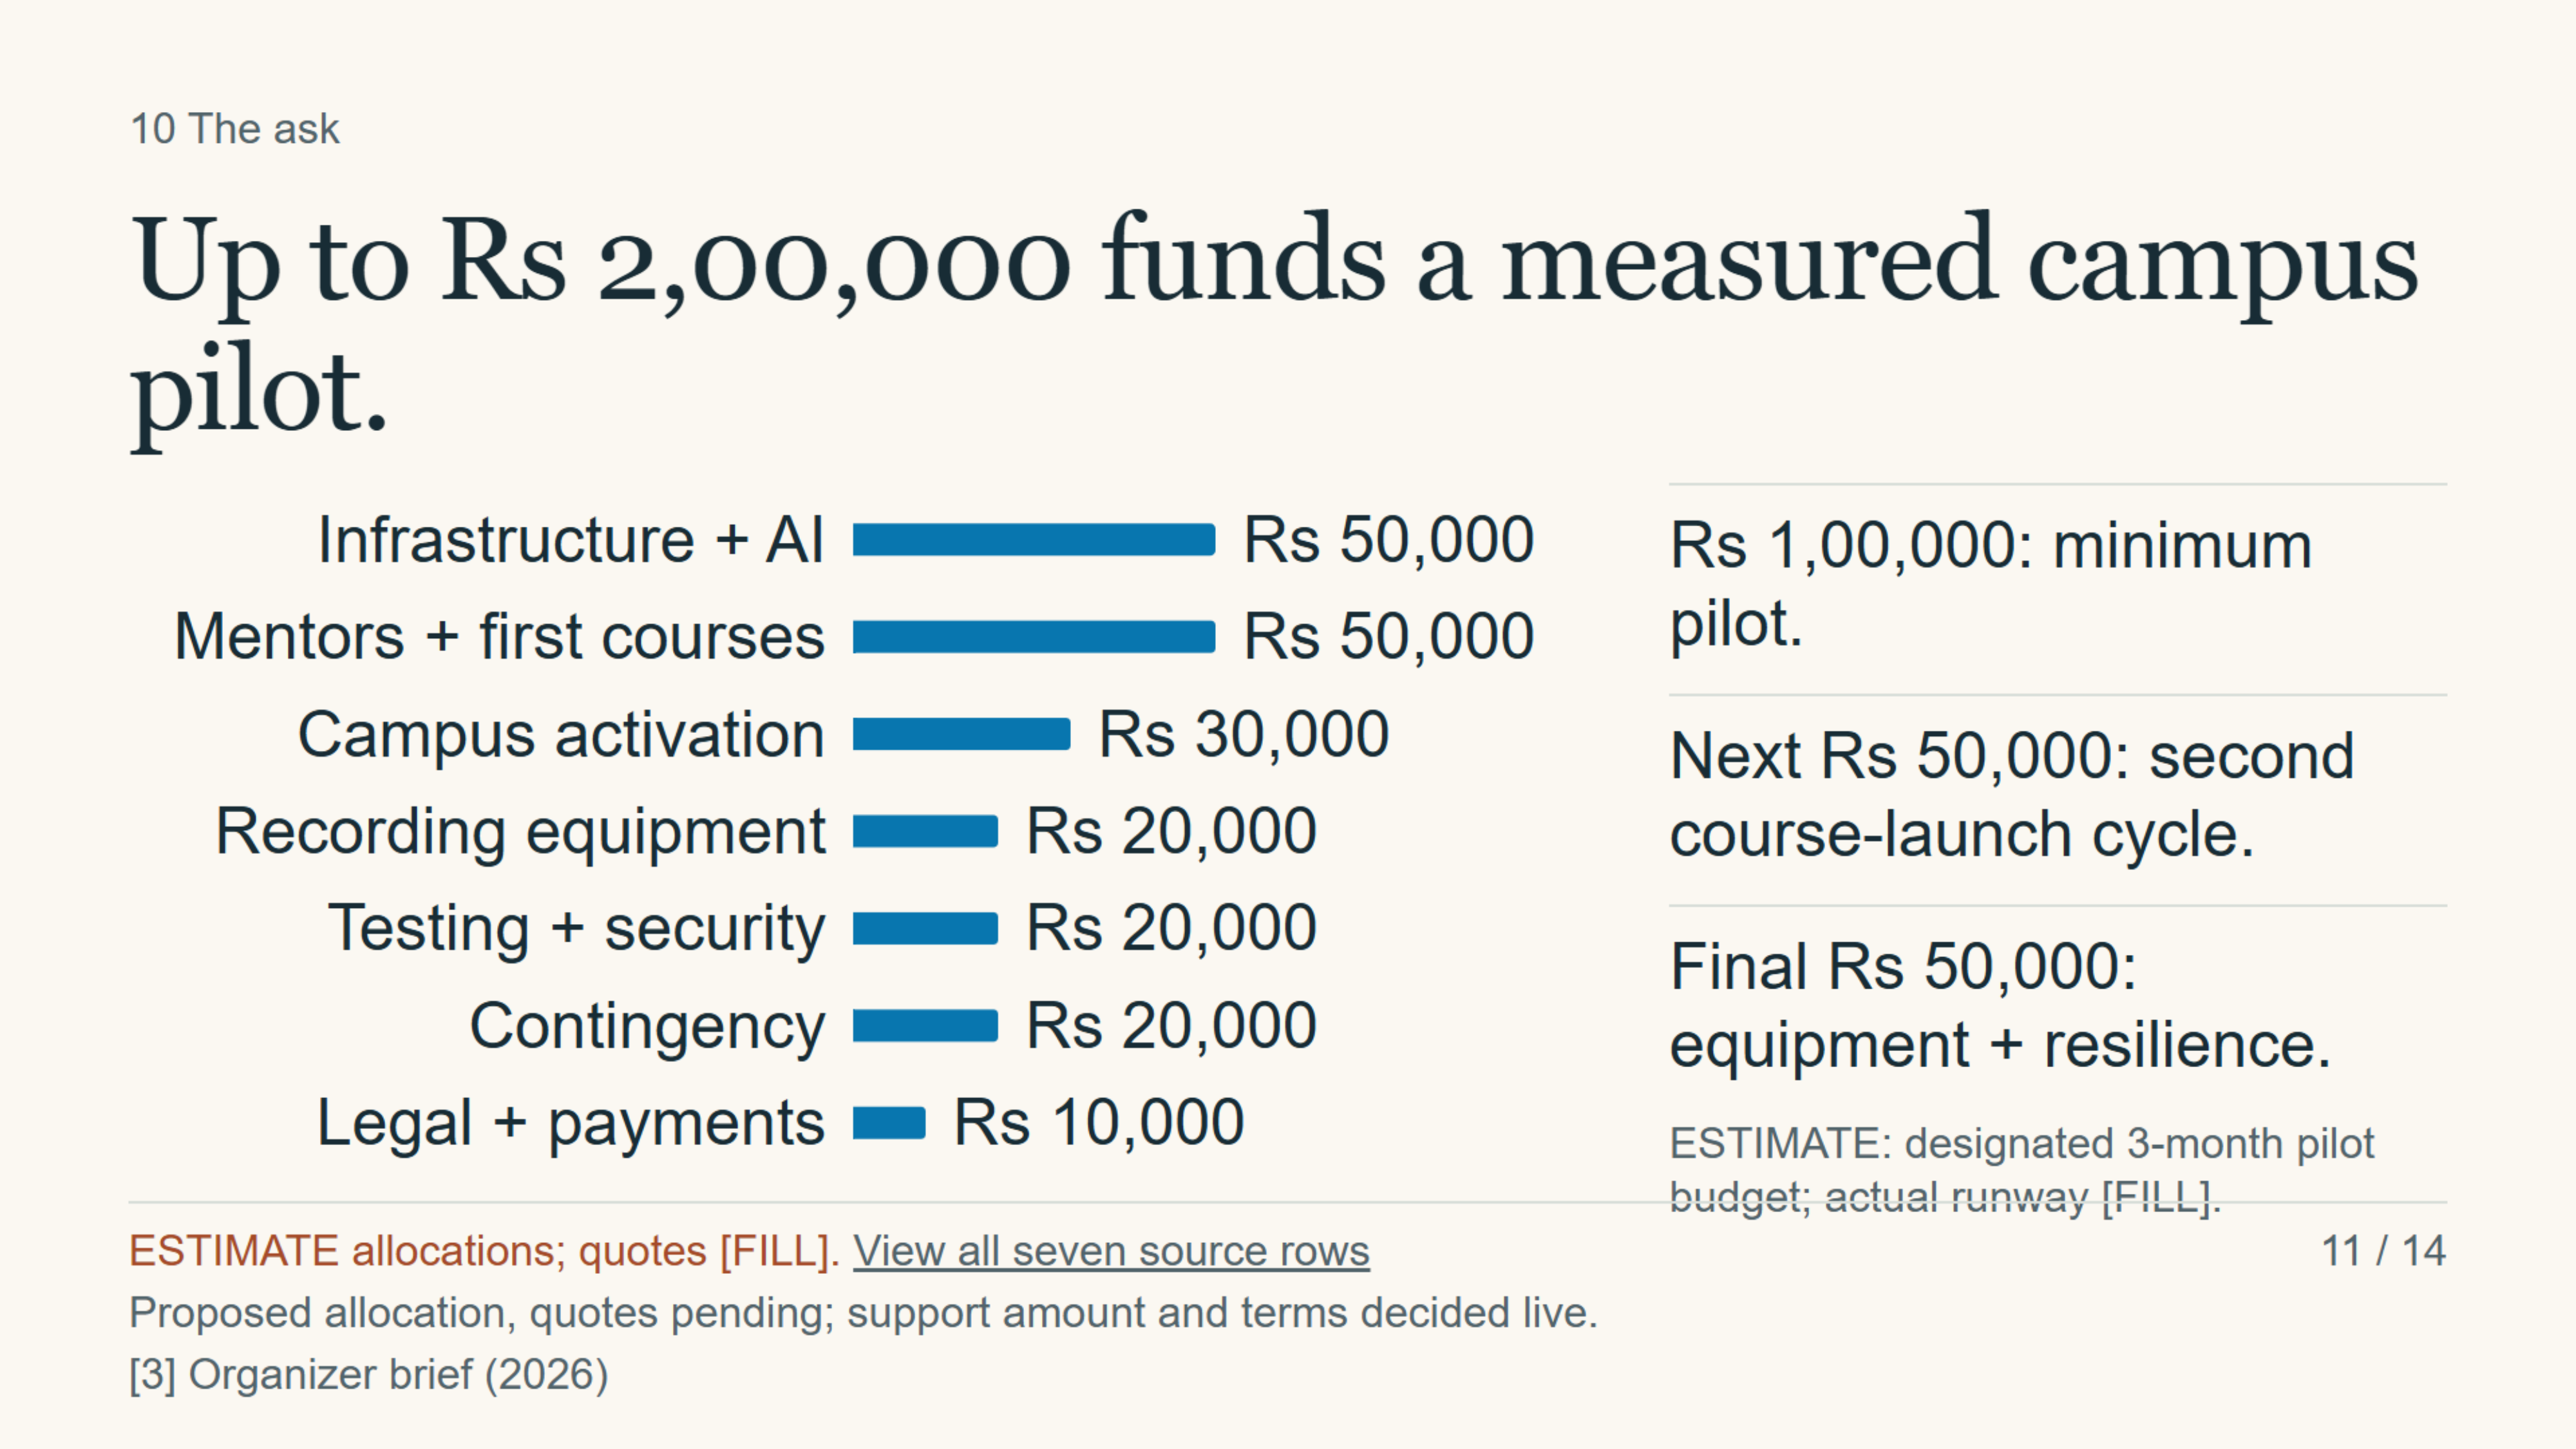 10 The ask
Up to Rs 2,00,000 funds a measured campus
pilot.
Infrastructure + AI Rs 50,000
Mentors + first courses Rs 50,000
Campus activation Rs 30,000
Recording equipment Rs 20,000
Testing + security Rs 20,000
Contingency Rs 20,000
Legal + payments Rs 10,000
Rs 1,00,000: minimum
pilot.
Next Rs 50,000: second
course-launch cycle.
Final Rs 50,000:
equipment + resilience.
ESTIMATE: designated 3-month pilot
budget; actual runway [FILL].
ESTIMATE allocations; quotes [FILL]. View all seven source rows
11 / 14
Proposed allocation, quotes pending; support amount and terms decided live.
[3] Organizer brief (2026)